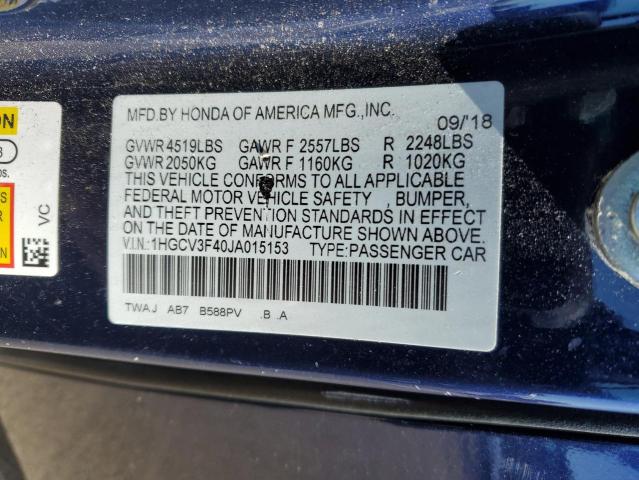 MFD.BY HONDA OF AMERICA MFG.,INC. 09/'18
GVWR 4519LBS GAWR F 2557LBS R 2248LBS
GVWR 2050KG GAWR F 1160KG R 1020KG
THIS VEHICLE CONFORMS TO ALL APPLICABLE
FEDERAL MOTOR VEHICLE SAFETY , BUMPER,
AND THEFT PREVENTION STANDARDS IN EFFECT
ON THE DATE OF MANUFACTURE SHOWN ABOVE.
V.I.N.:1HGCV3F40JA015153 TYPE:PASSENGER CAR
TWAJ AB7 B588PV .B .A
VC